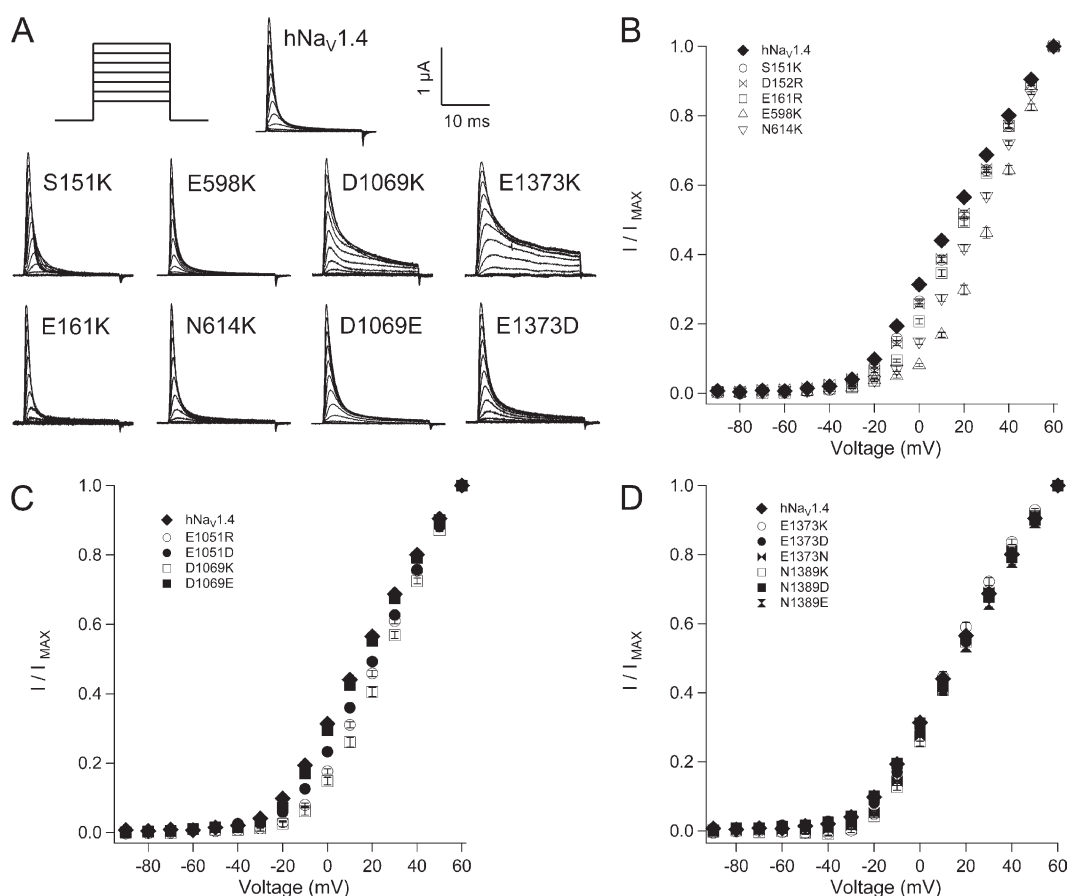 A
hNaV1.4
1 µA
10 ms
S151K
E598K
D1069K
E1373K
E161K
N614K
D1069E
E1373D
B
hNaV1.4
S151K
D152R
E161R
E598K
N614K
I / IMAX
1.0
0.8
0.6
0.4
0.2
0.0
-80 -60 -40 -20 0 20 40 60
Voltage (mV)
C
hNaV1.4
E1051R
E1051D
D1069K
D1069E
I / IMAX
1.0
0.8
0.6
0.4
0.2
0.0
-80 -60 -40 -20 0 20 40 60
Voltage (mV)
D
hNaV1.4
E1373K
E1373D
E1373N
N1389K
N1389D
N1389E
I / IMAX
1.0
0.8
0.6
0.4
0.2
0.0
-80 -60 -40 -20 0 20 40 60
Voltage (mV)